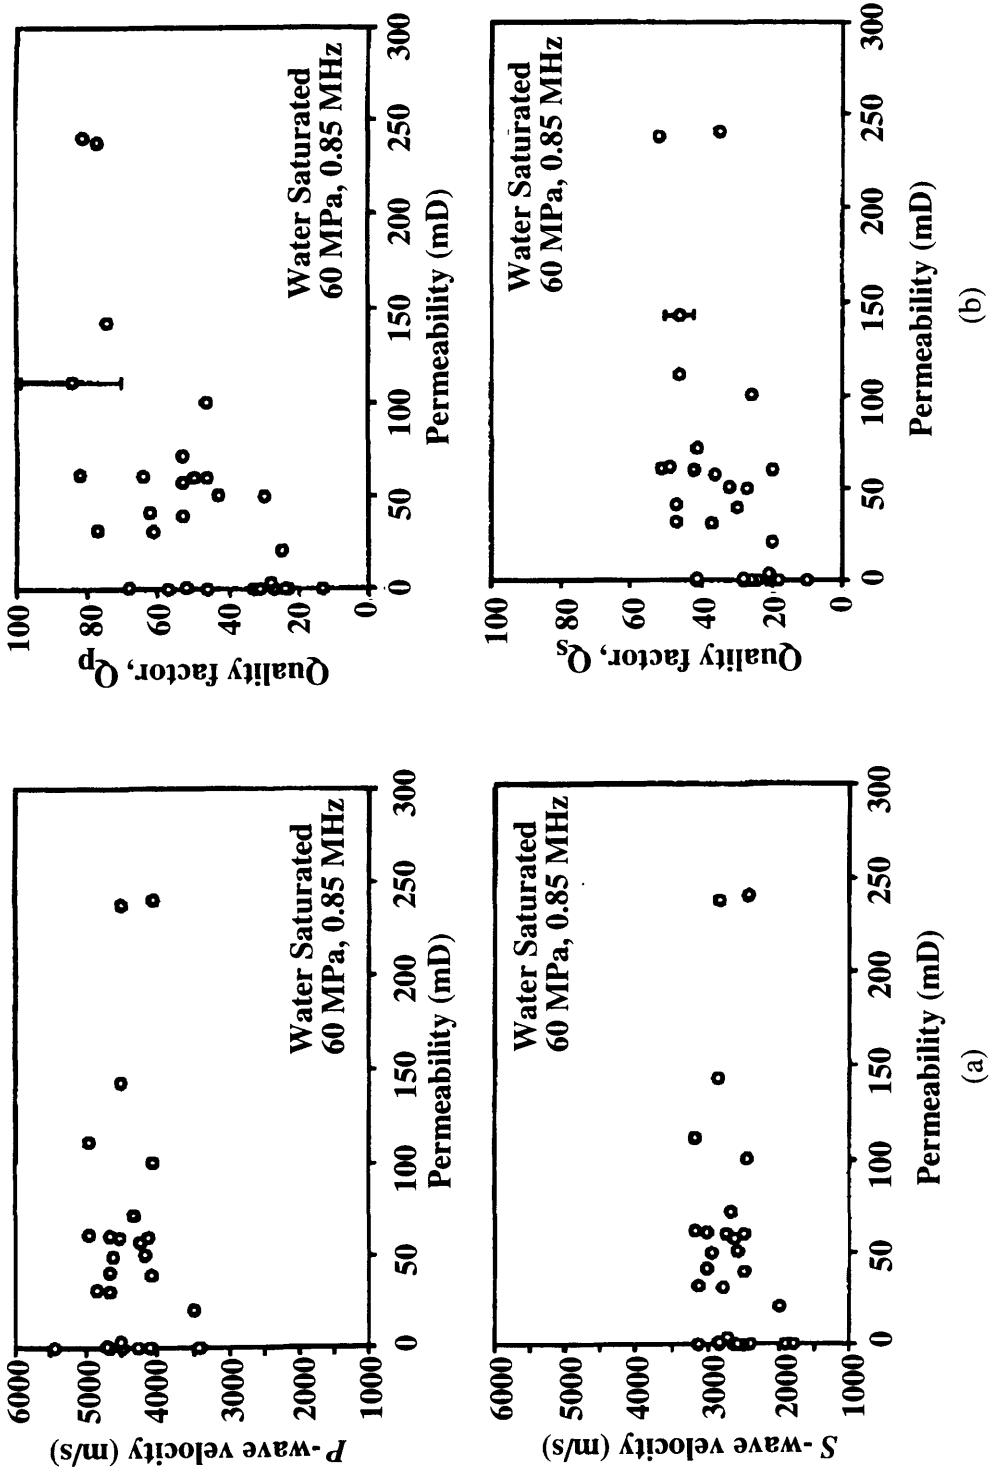 6000
5000
4000
3000
2000
1000
P-wave velocity (m/s)
Water Saturated
60 MPa, 0.85 MHz
0
50
100
150
200
250
300
Permeability (mD)
6000
5000
4000
3000
2000
1000
S-wave velocity (m/s)
Water Saturated
60 MPa, 0.85 MHz
0
50
100
150
200
250
300
Permeability (mD)
(a)
100
80
60
40
20
0
Quality factor, Qp
Water Saturated
60 MPa, 0.85 MHz
0
50
100
150
200
250
300
Permeability (mD)
100
80
60
40
20
0
Quality factor, Qs
Water Saturated
60 MPa, 0.85 MHz
0
50
100
150
200
250
300
Permeability (mD)
(b)